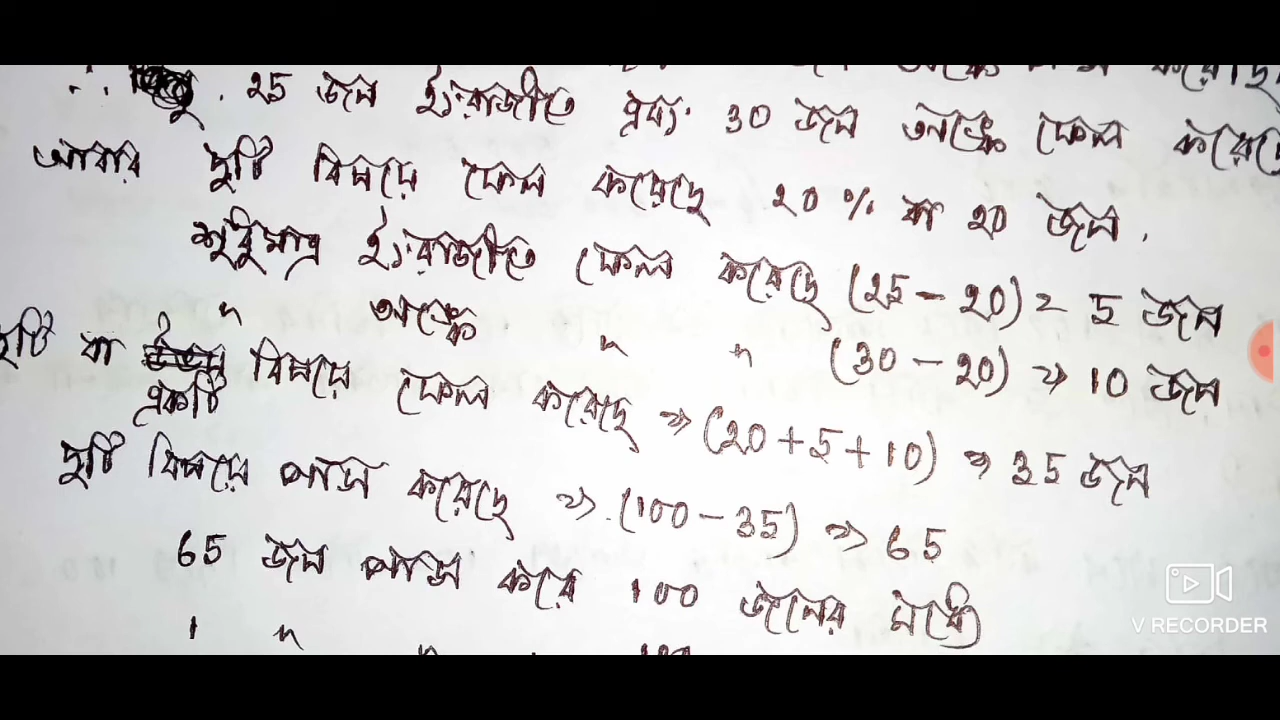 ∴ 25 জন ইংরাজীতে এবং 30 জন অঙ্কে ফেল করেছে
আবার দুটি বিষয়ে ফেল করেছে 20% বা 20 জন.
শুধুমাত্র ইংরাজীতে ফেল করেছে (25 - 20) = 5 জন
" অঙ্কে " " (30 - 20) ⇒ 10 জন
দুটি বা একটি বিষয়ে ফেল করেছে ⇒ (20 + 5 + 10) ⇒ 35 জন
দুটি বিষয়ে পাস করেছে ⇒ (100 - 35) ⇒ 65
65 জন পাস করে 100 জনের মধ্যে
1 "
V RECORDER